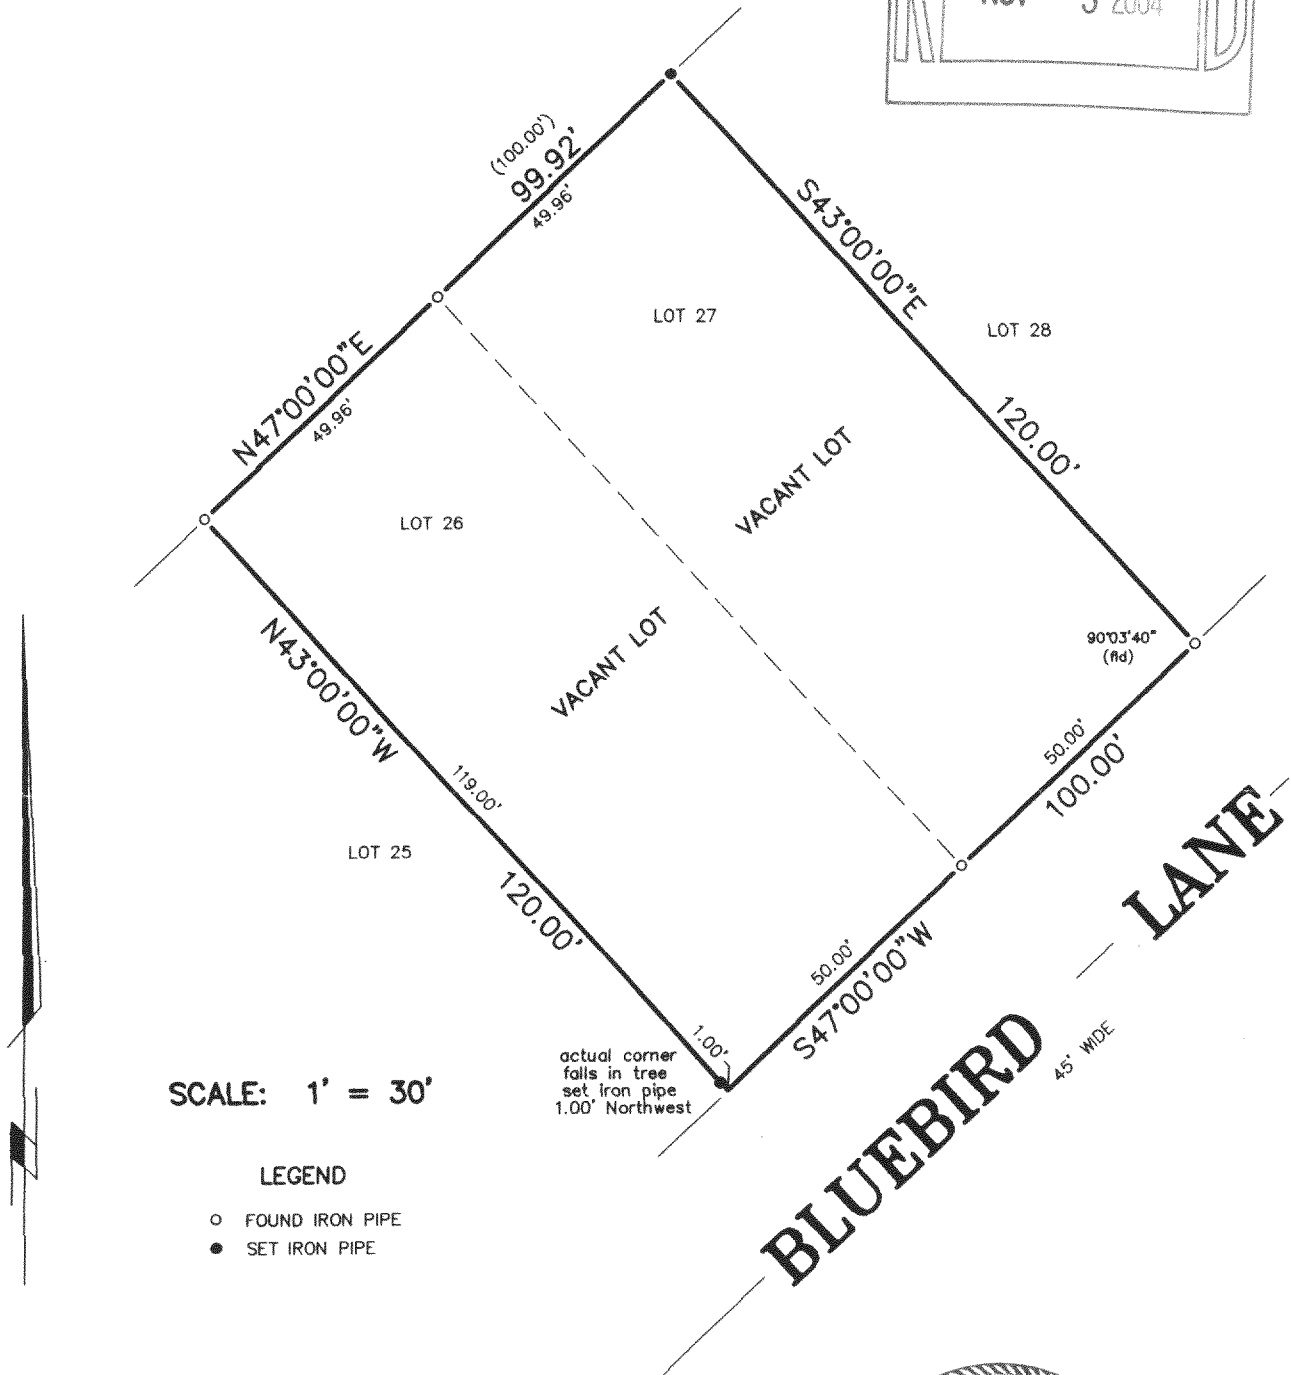 5 2004
(100.00')
99.92'
49.96'
S43°00'00"E
LOT 27
LOT 28
N47°00'00"E
49.96'
120.00'
VACANT LOT
LOT 26
VACANT LOT
90°03'40"
(fld)
N43°00'00"W
119.00'
50.00'
100.00'
LOT 25
120.00'
50.00'
S47°00'00"W
BLUEBIRD LANE
45' WIDE
1.00'
actual corner
falls in tree
set iron pipe
1.00' Northwest
SCALE: 1' = 30'
LEGEND
FOUND IRON PIPE
SET IRON PIPE